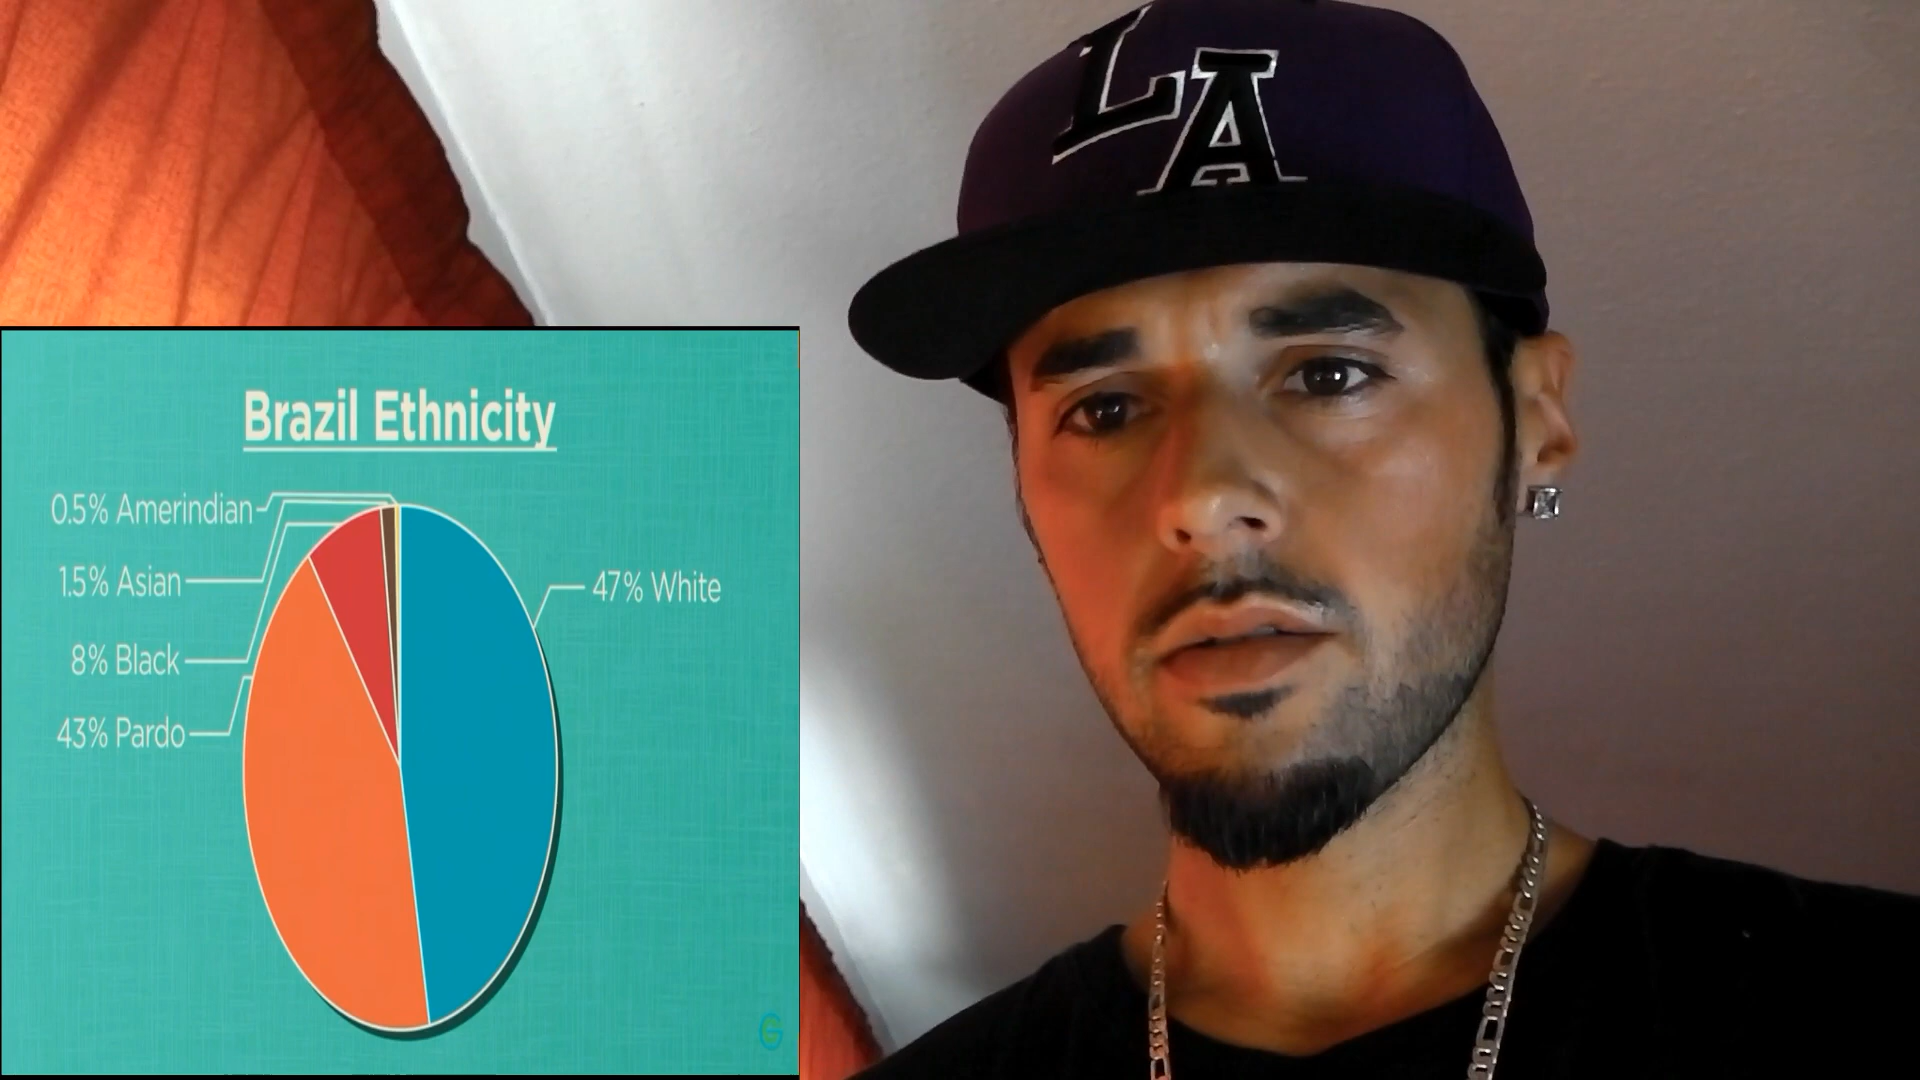 LA
Brazil Ethnicity
0.5% Amerindian
1.5% Asian
8% Black
43% Pardo
47% White
G